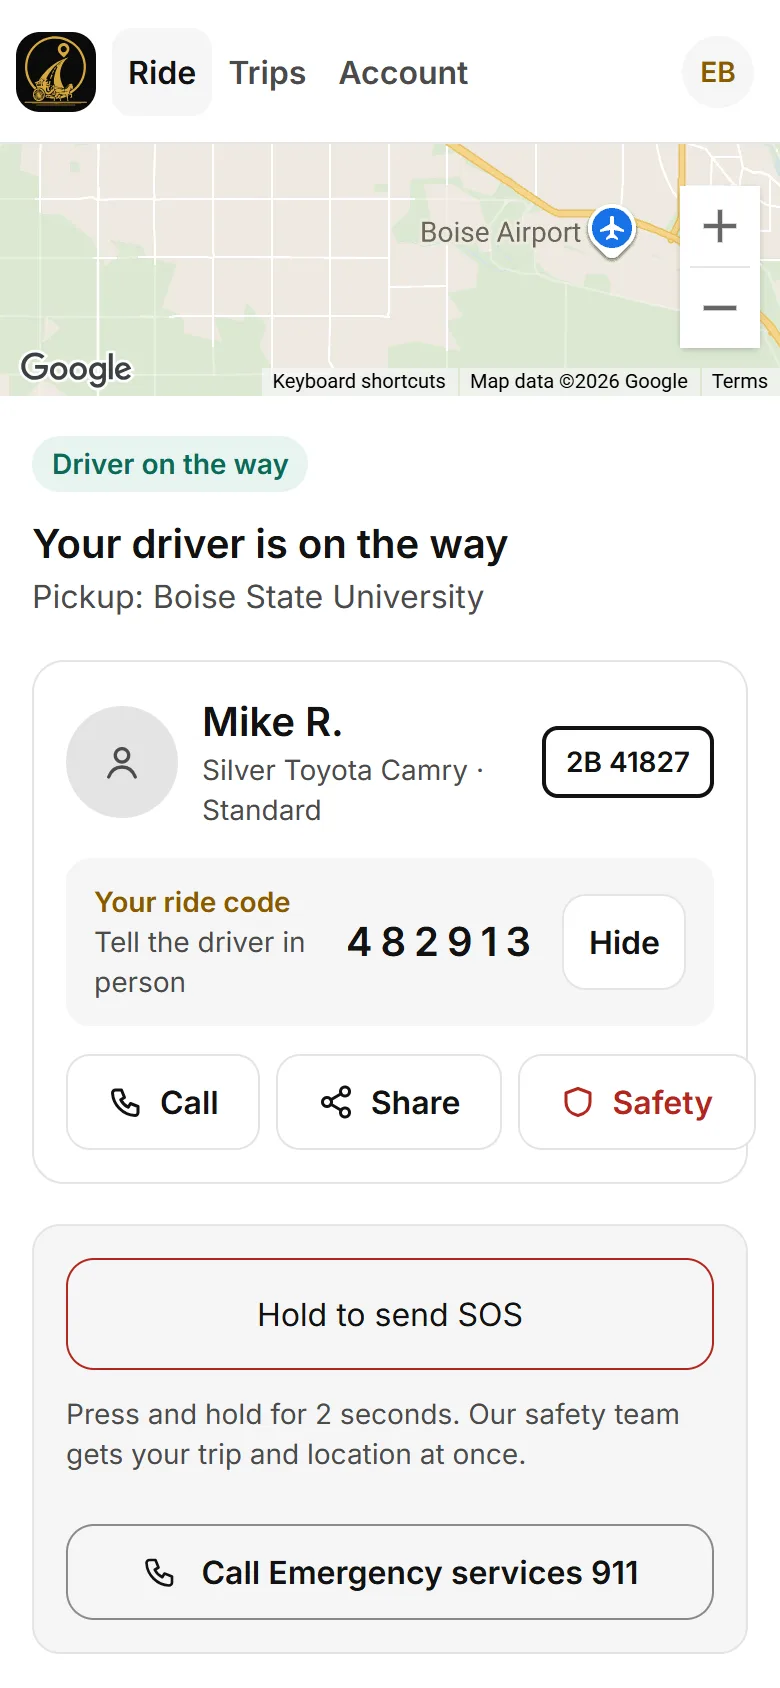 Ride Trips Account EB
Boise Airport
Google
Keyboard shortcuts Map data ©2026 Google Terms
Driver on the way
Your driver is on the way
Pickup: Boise State University
Mike R.
Silver Toyota Camry ·
Standard
2B 41827
Your ride code
Tell the driver in
person
482913
Hide
Call Share Safety
Hold to send SOS
Press and hold for 2 seconds. Our safety team
gets your trip and location at once.
Call Emergency services 911